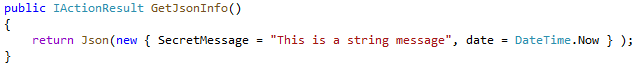 public IActionResult GetJsonInfo()
{
    return Json(new { SecretMessage = "This is a string message", date = DateTime.Now } );
}